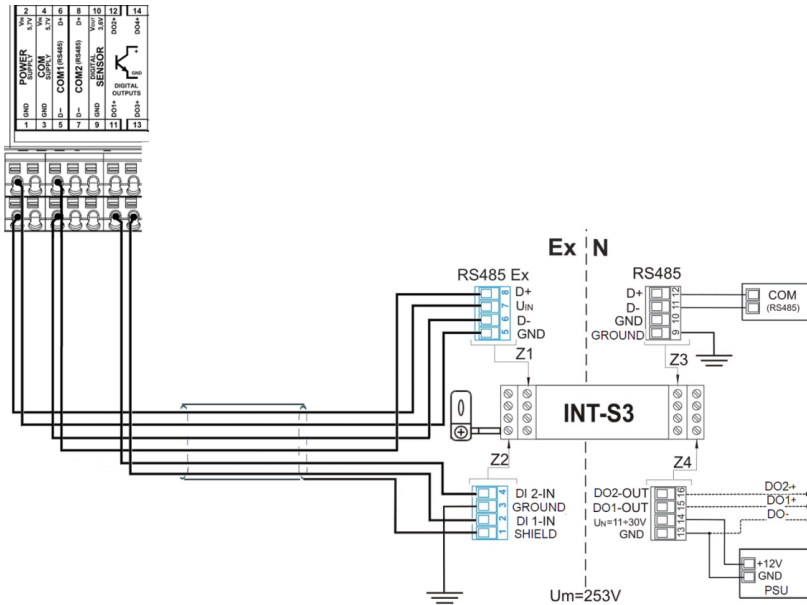 2 4 6 8 10 12 14
VIN 5,7V VIN 5,7V D+ D+ VOUT 3,6V DO2+ DO4+
POWER SUPPLY
COM SUPPLY
COM1 (RS485)
COM2 (RS485)
DIGITAL SENSOR
GND
DIGITAL OUTPUTS
GND GND D- D- GND DO1+ DO3+
1 3 5 7 9 11 13
Ex N
RS485 Ex
RS485
8 D+
7 UIN
6 D-
5 GND
D+ 12
D- 11
GND 10
GROUND 9
COM
(RS485)
Z1
Z3
INT-S3
Z2
Z4
4 DI 2-IN
3 GROUND
2 DI 1-IN
1 SHIELD
DO2-OUT 16
DO1-OUT 15
UN=11÷30V 14
GND 13
DO2-+
DO1+
DO-
+12V
GND
PSU
Um=253V